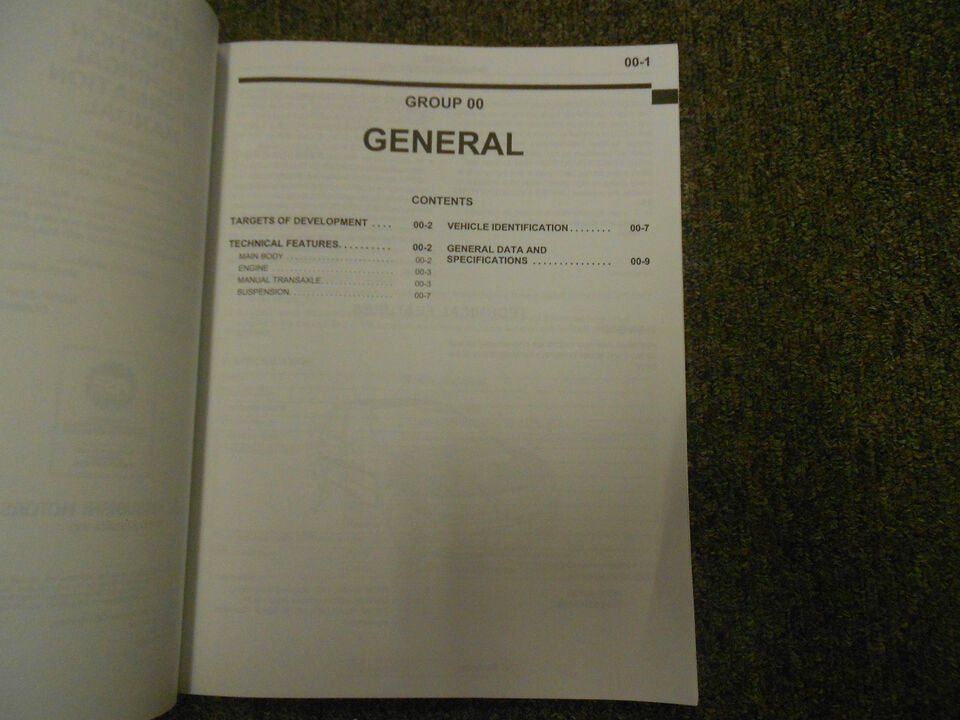 00-1
GROUP 00
GENERAL
CONTENTS
TARGETS OF DEVELOPMENT . . . . 00-2
TECHNICAL FEATURES. . . . . . . . . . 00-2
MAIN BODY . . . . . . . . . . . . . . . . . . . . . . . 00-2
ENGINE . . . . . . . . . . . . . . . . . . . . . . . . . . 00-3
MANUAL TRANSAXLE. . . . . . . . . . . . . . . 00-3
SUSPENSION. . . . . . . . . . . . . . . . . . . . . . 00-7
VEHICLE IDENTIFICATION . . . . . . . . 00-7
GENERAL DATA AND
SPECIFICATIONS . . . . . . . . . . . . . . . 00-9